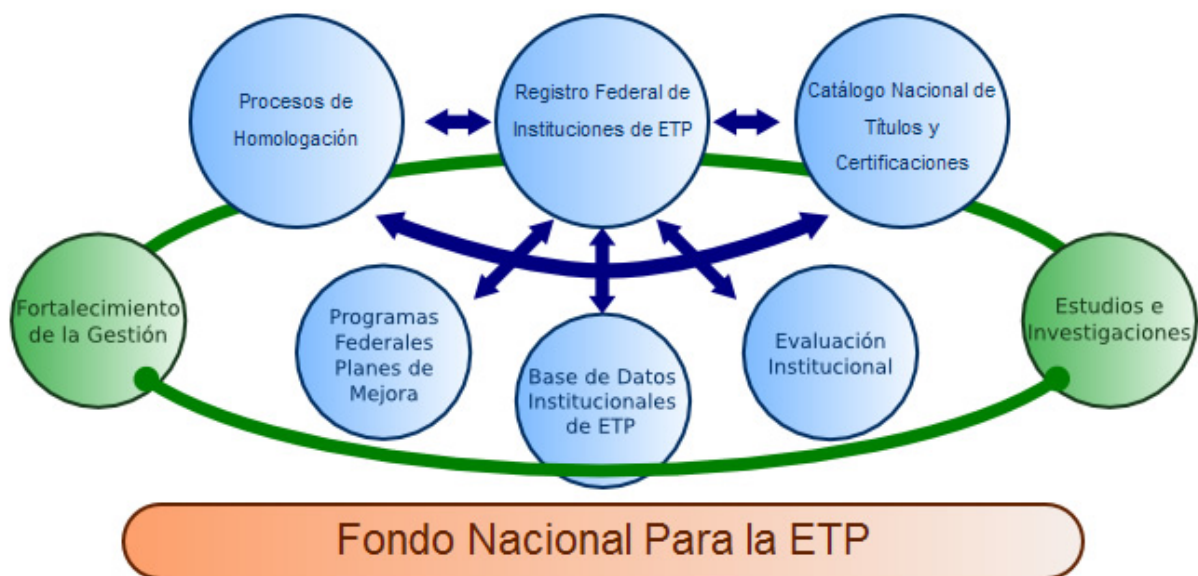 Procesos de
Homologación
Registro Federal de
Instituciones de ETP
Catálogo Nacional de
Títulos y
Certificaciones
Fortalecimiento
de la Gestión
Programas
Federales
Planes de
Mejora
Base de Datos
Institucionales
de ETP
Evaluación
Institucional
Estudios e
Investigaciones
Fondo Nacional Para la ETP